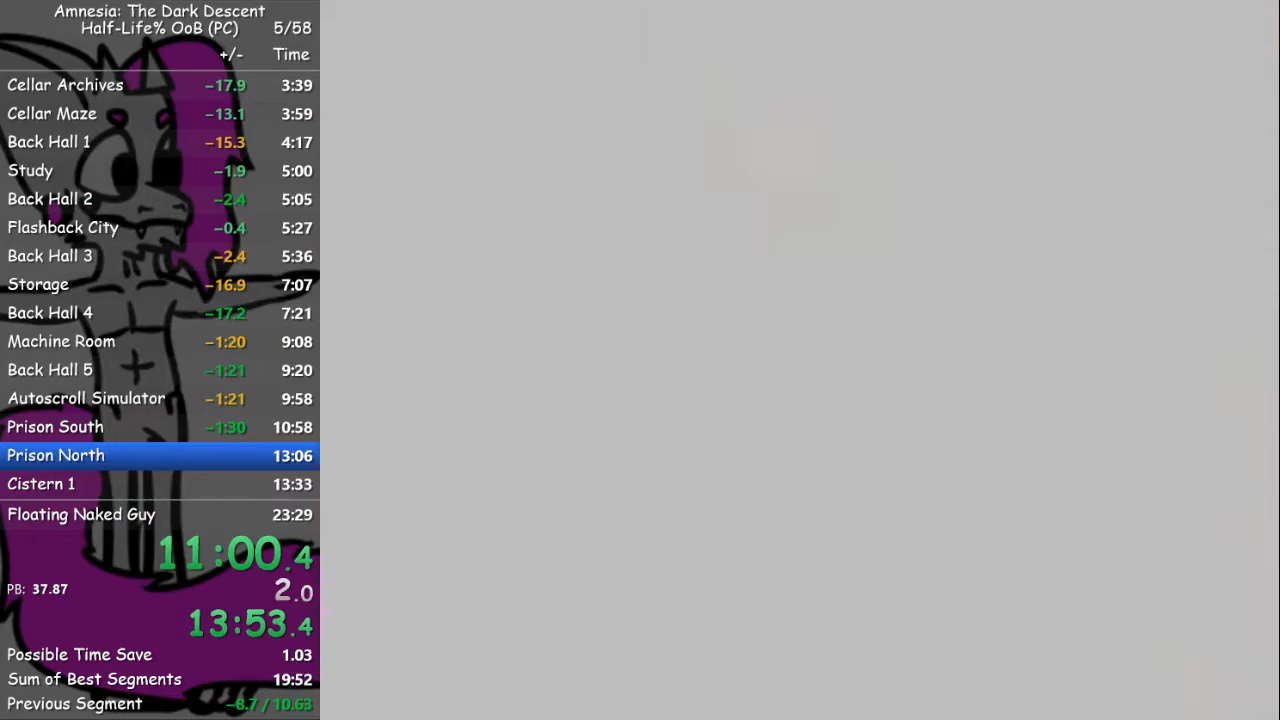 Amnesia: The Dark Descent
Half-Life% OoB (PC) 5/58
+/- Time
Cellar Archives −17.9 3:39
Cellar Maze −13.1 3:59
Back Hall 1 −15.3 4:17
Study −1.9 5:00
Back Hall 2 −2.4 5:05
Flashback City −0.4 5:27
Back Hall 3 −2.4 5:36
Storage −16.9 7:07
Back Hall 4 −17.2 7:21
Machine Room −1:20 9:08
Back Hall 5 −1:21 9:20
Autoscroll Simulator −1:21 9:58
Prison South −1:30 10:58
Prison North 13:06
Cistern 1 13:33
Floating Naked Guy 23:29
11:00.4
PB: 37.87 2.0
13:53.4
Possible Time Save 1.03
Sum of Best Segments 19:52
Previous Segment −8.7 / 10.63